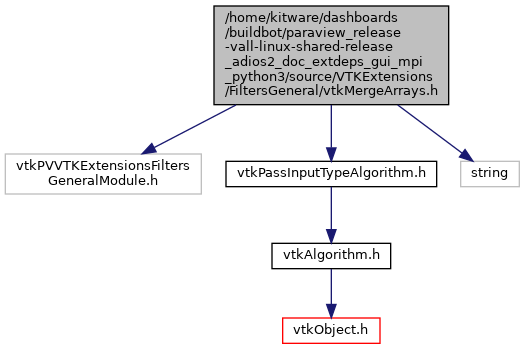 /home/kitware/dashboards
/buildbot/paraview_release
-vall-linux-shared-release
_adios2_doc_extdeps_gui_mpi
_python3/source/VTKExtensions
/FiltersGeneral/vtkMergeArrays.h
vtkPVVTKExtensionsFilters
GeneralModule.h
vtkPassInputTypeAlgorithm.h
string
vtkAlgorithm.h
vtkObject.h